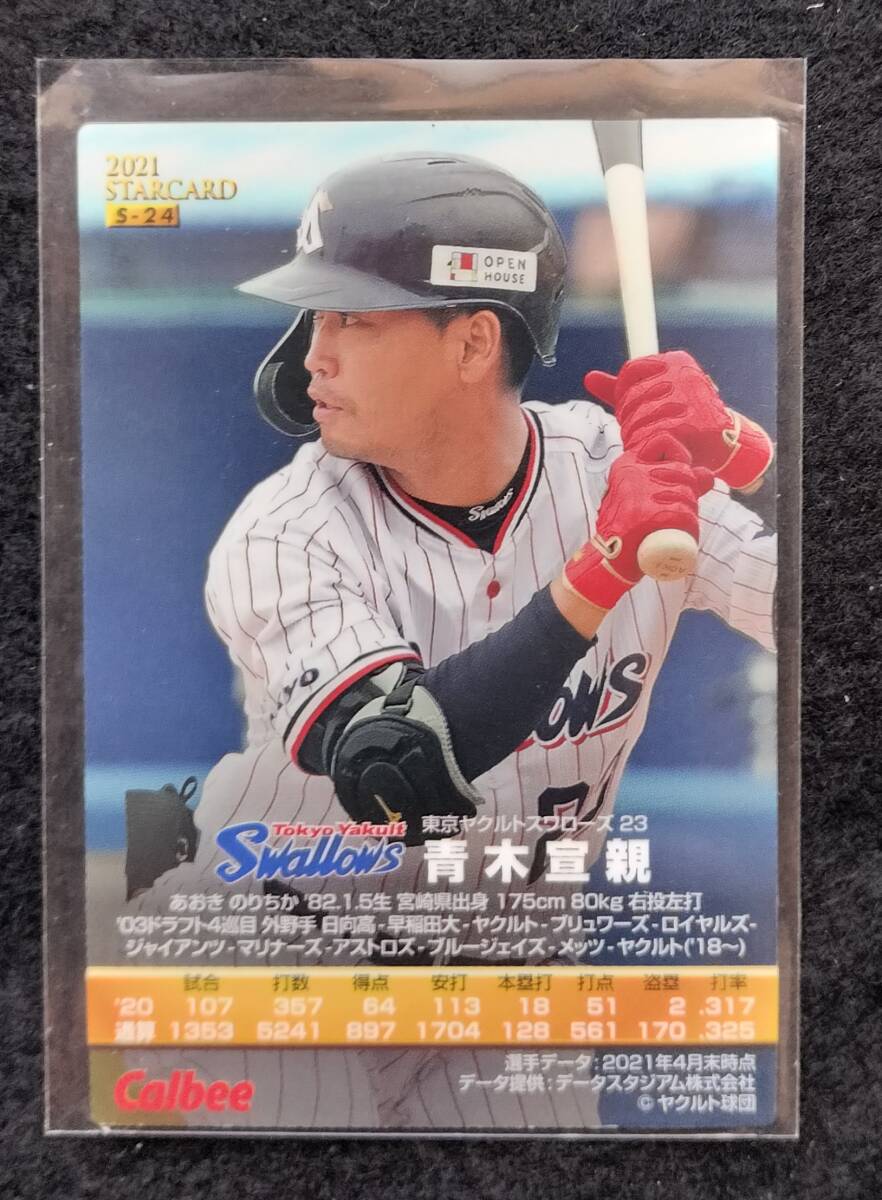 2021
STARCARD
S-24
OPEN
HOUSE
Swallows
Tokyo Yakult
Swallows
東京ヤクルトスワローズ 23
青木宣親
あおき のりちか '82.1.5生 宮崎県出身 175cm 80kg 右投左打
'03ドラフト4巡目 外野手 日向高-早稲田大-ヤクルト-ブリュワーズ-ロイヤルズ-
ジャイアンツ-マリナーズ-アストロズ-ブルージェイズ-メッツ-ヤクルト('18〜)
試合 打数 得点 安打 本塁打 打点 盗塁 打率
'20 107 357 64 113 18 51 2 .317
通算 1353 5241 897 1704 128 561 170 .325
選手データ:2021年4月末時点
データ提供:データスタジアム株式会社
© ヤクルト球団
Calbee